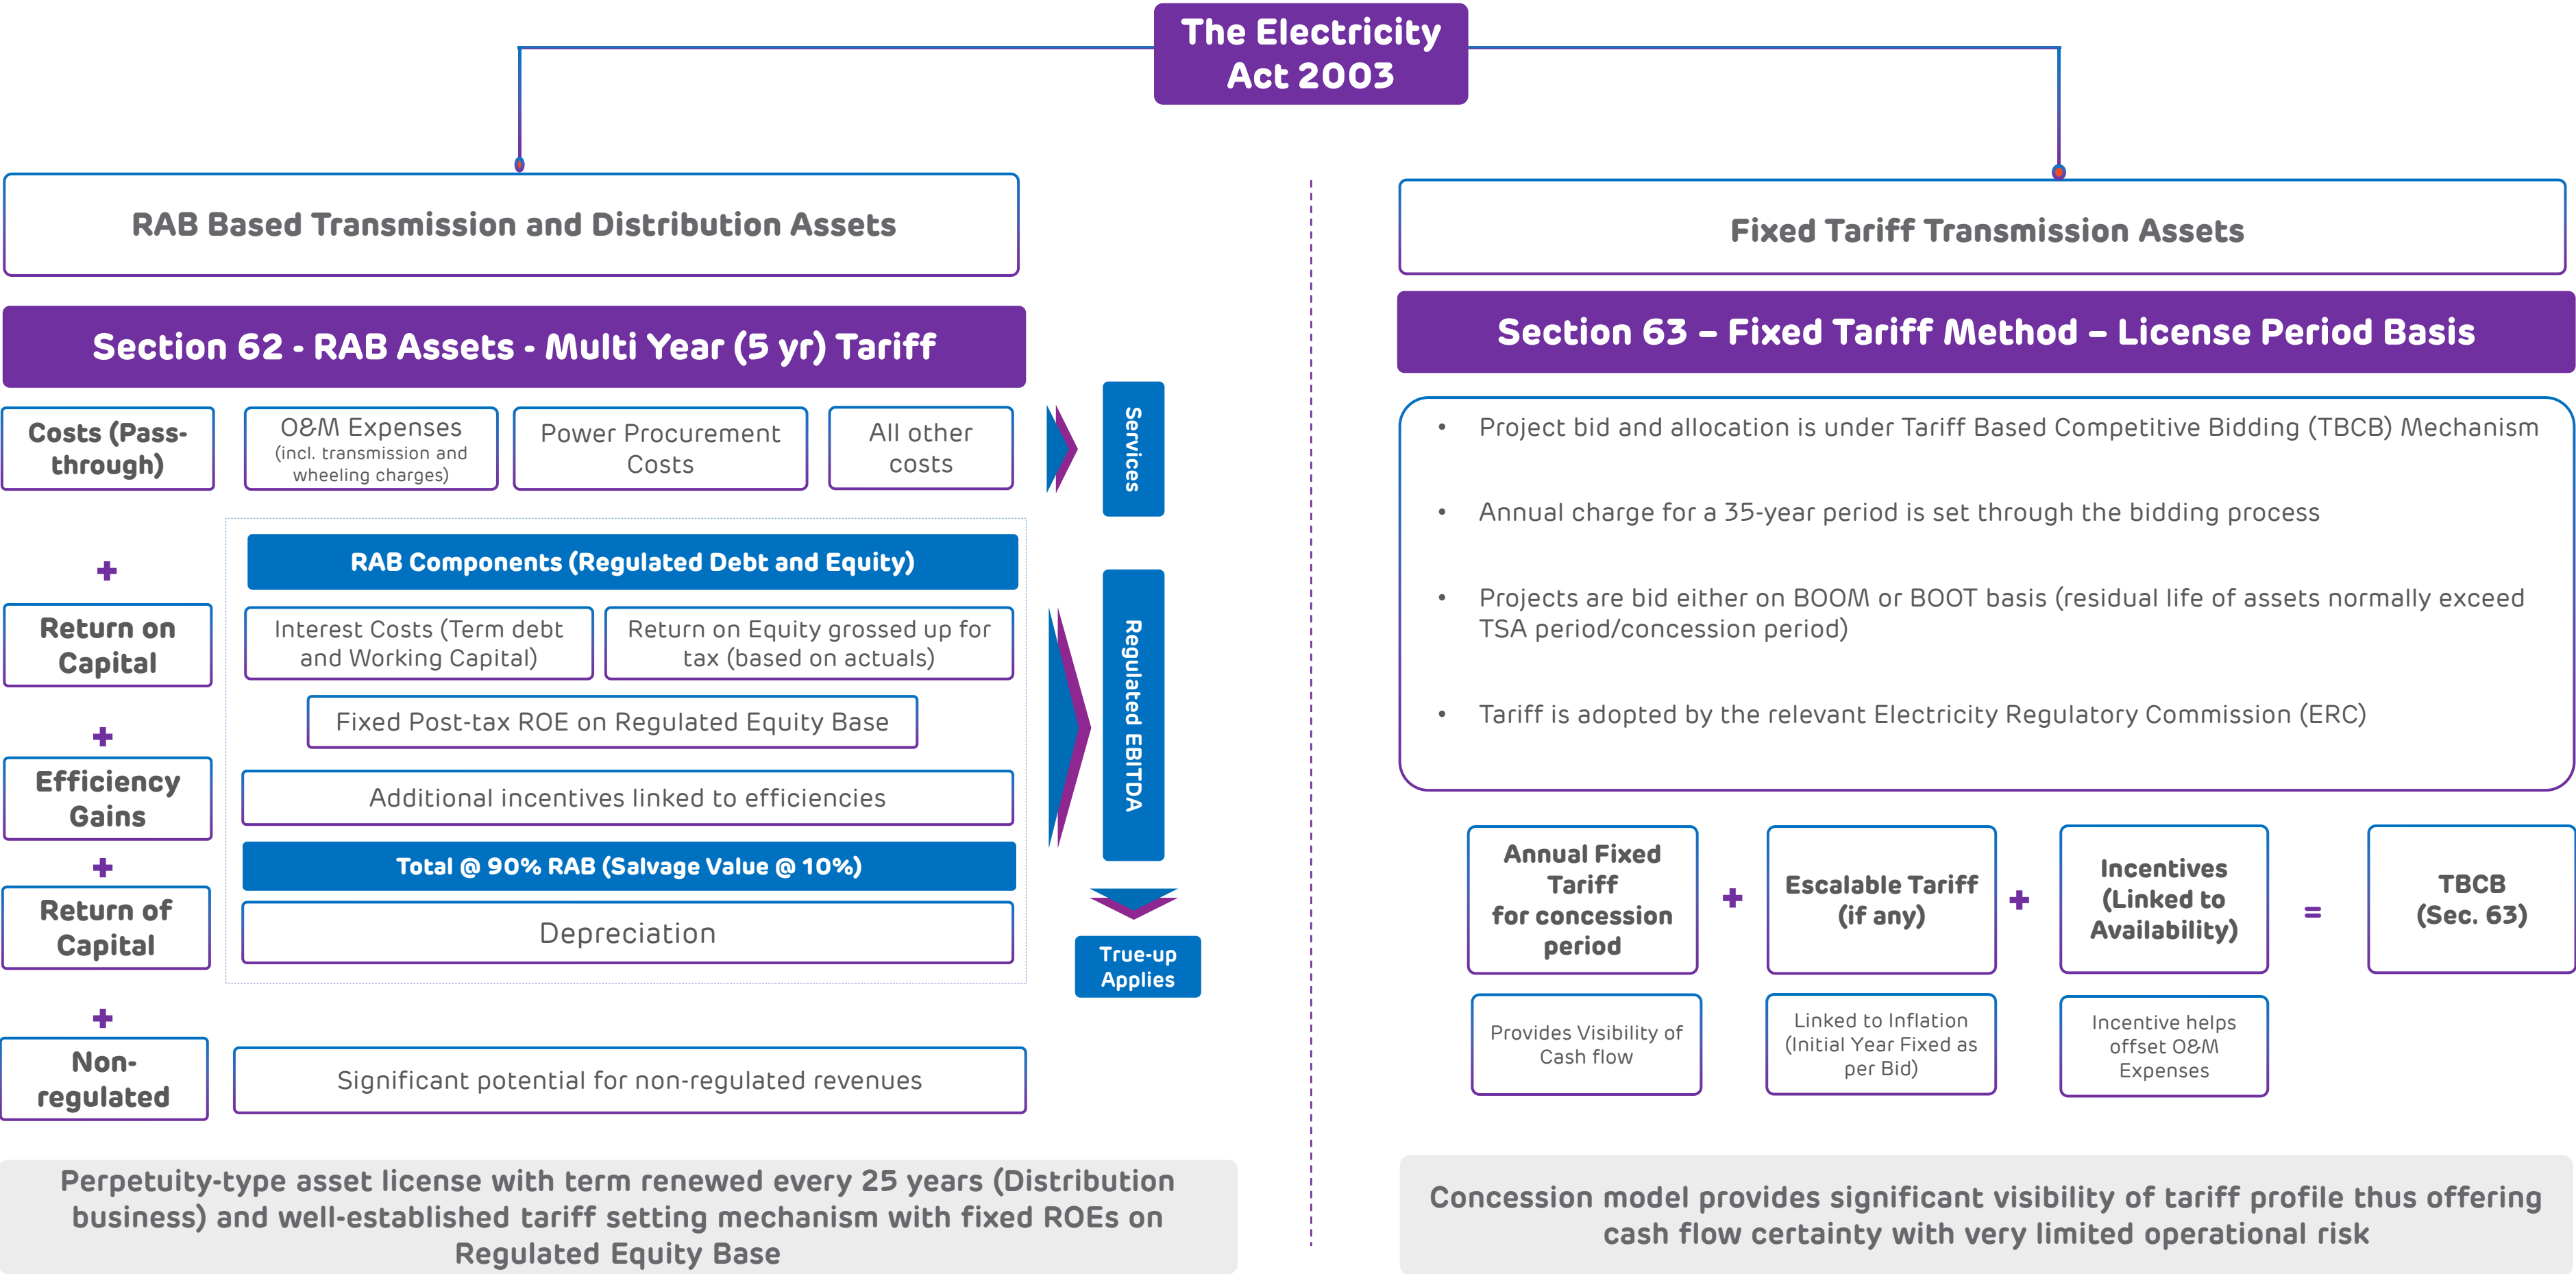 The Electricity
Act 2003
RAB Based Transmission and Distribution Assets
Section 62 - RAB Assets - Multi Year (5 yr) Tariff
Costs (Pass-
through)
O&M Expenses
(incl. transmission and
wheeling charges)
Power Procurement
Costs
All other
costs
Services
+
RAB Components (Regulated Debt and Equity)
Return on
Capital
Interest Costs (Term debt
and Working Capital)
Return on Equity grossed up for
tax (based on actuals)
Fixed Post-tax ROE on Regulated Equity Base
Regulated EBITDA
+
Efficiency
Gains
Additional incentives linked to efficiencies
+
Total @ 90% RAB (Salvage Value @ 10%)
Return of
Capital
Depreciation
True-up
Applies
+
Non-
regulated
Significant potential for non-regulated revenues
Perpetuity-type asset license with term renewed every 25 years (Distribution
business) and well-established tariff setting mechanism with fixed ROEs on
Regulated Equity Base
Fixed Tariff Transmission Assets
Section 63 – Fixed Tariff Method – License Period Basis
• Project bid and allocation is under Tariff Based Competitive Bidding (TBCB) Mechanism
• Annual charge for a 35-year period is set through the bidding process
• Projects are bid either on BOOM or BOOT basis (residual life of assets normally exceed
TSA period/concession period)
• Tariff is adopted by the relevant Electricity Regulatory Commission (ERC)
Annual Fixed
Tariff
for concession
period
+
Escalable Tariff
(if any)
+
Incentives
(Linked to
Availability)
=
TBCB
(Sec. 63)
Provides Visibility of
Cash flow
Linked to Inflation
(Initial Year Fixed as
per Bid)
Incentive helps
offset O&M
Expenses
Concession model provides significant visibility of tariff profile thus offering
cash flow certainty with very limited operational risk